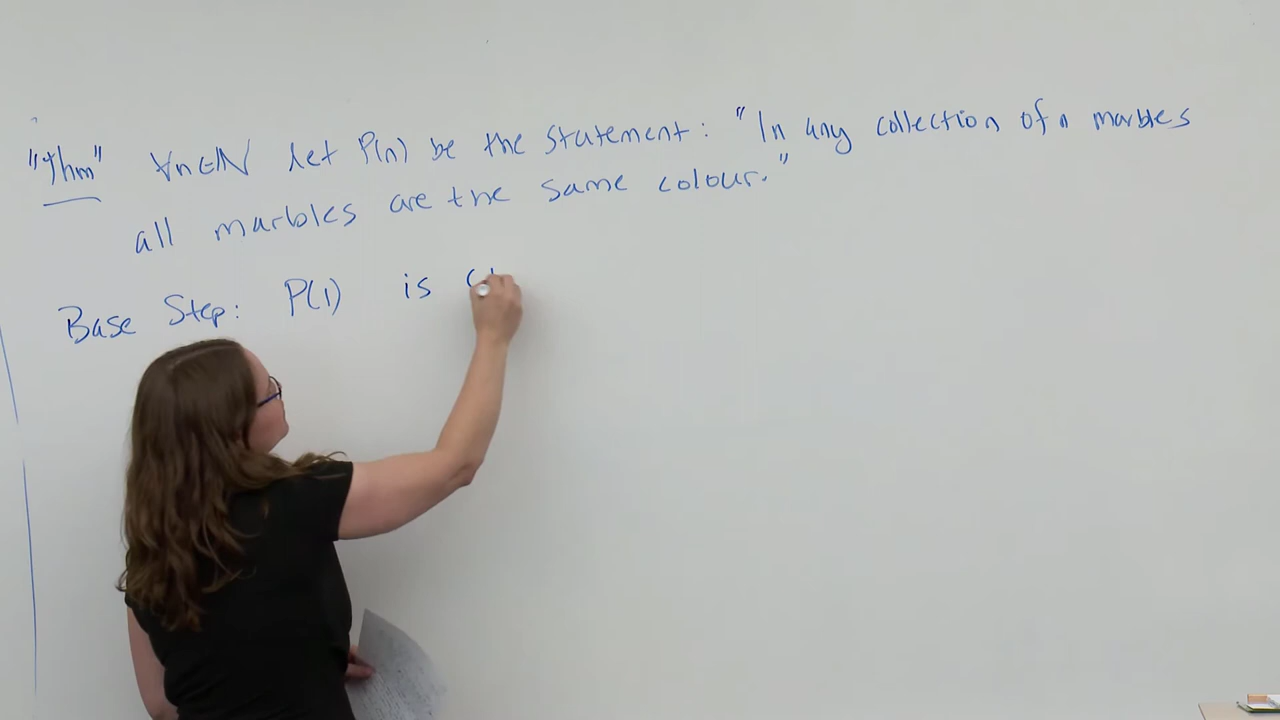 "Thm" ∀n∈ℕ let P(n) be the statement: "In any collection of n marbles
all marbles are the same colour."
Base Step: P(1) is